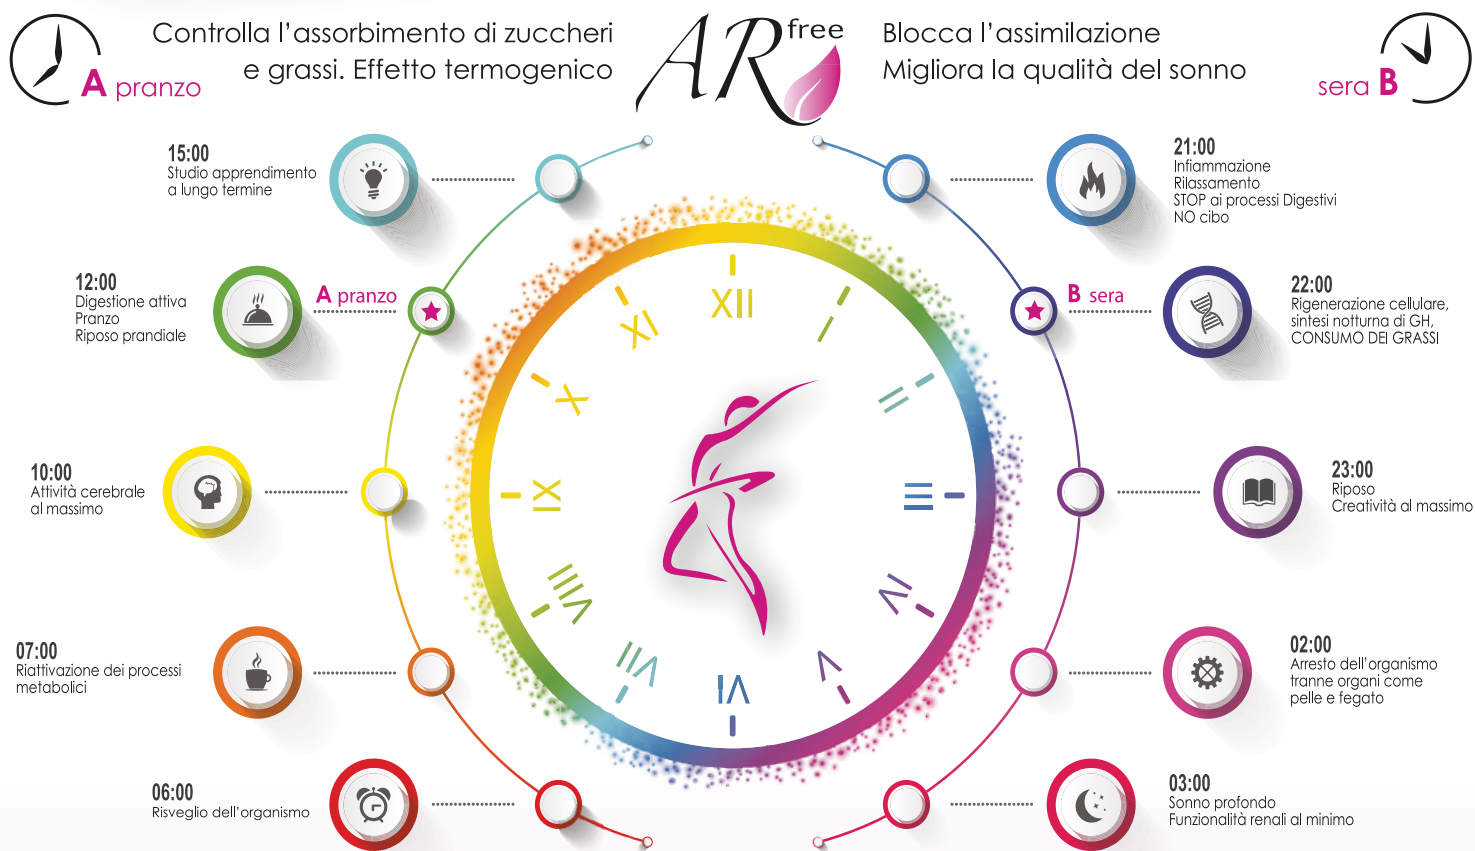 Controlla l'assorbimento di zuccheri
e grassi. Effetto termogenico
A pranzo
AR free
Blocca l'assimilazione
Migliora la qualità del sonno
sera B
15:00
Studio apprendimento
a lungo termine
12:00
Digestione attiva
Pranzo
Riposo prandiale
A pranzo
10:00
Attività cerebrale
al massimo
07:00
Riattivazione dei processi
metabolici
06:00
Risveglio dell'organismo
XII
I
II
III
IV
V
VI
VII
VIII
IX
X
XI
21:00
Infiammazione
Rilassamento
STOP ai processi Digestivi
NO cibo
B sera
22:00
Rigenerazione cellulare,
sintesi notturna di GH,
CONSUMO DEI GRASSI
23:00
Riposo
Creatività al massimo
02:00
Arresto dell'organismo
tranne organi come
pelle e fegato
03:00
Sonno profondo
Funzionalità renali al minimo